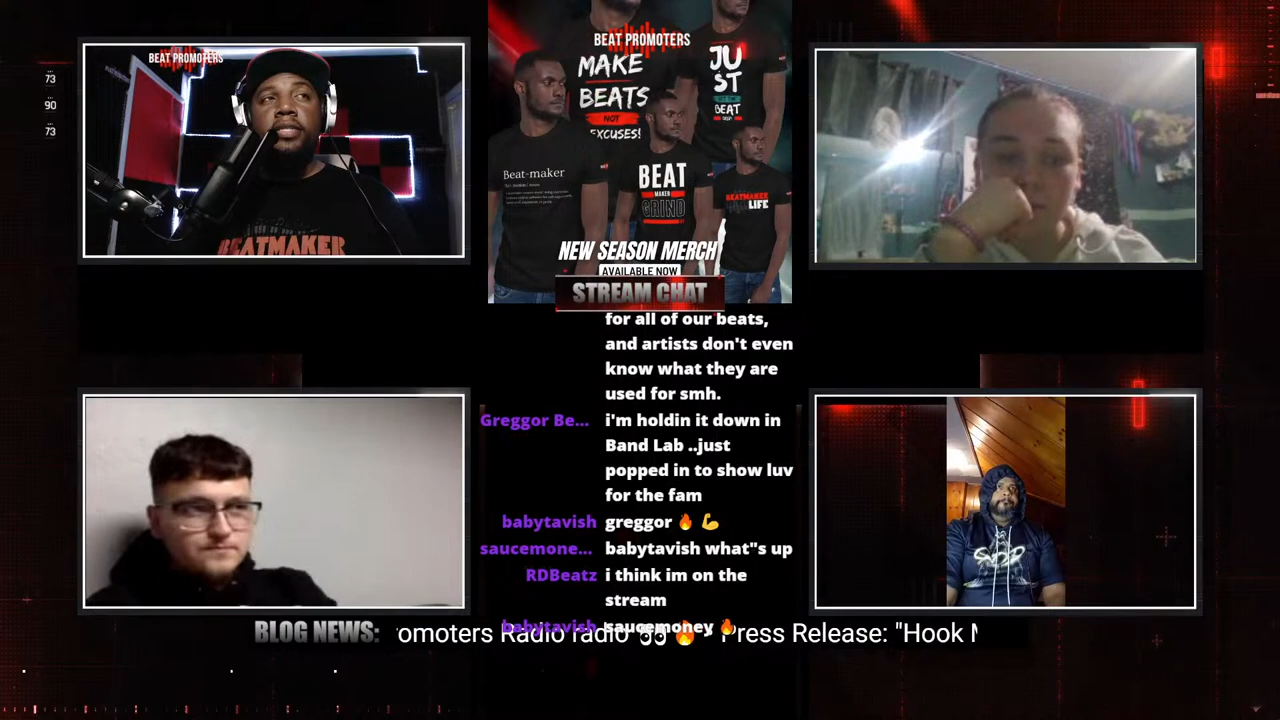 73
90
73
BEAT PROMOTERS
BEATMAKER
BEAT PROMOTERS
MAKE
BEATS
NOT
EXCUSES!
JU
ST
BEAT
Beat-maker
BEAT
MAKER
GRIND
BEATMAKER
LIFE
NEW SEASON MERCH
AVAILABLE NOW
STREAM CHAT
for all of our beats,
and artists don't even
know what they are
used for smh.
Greggor Be... i'm holdin it down in
Band Lab ..just
popped in to show luv
for the fam
babytavish greggor 🔥 💪
saucemone... babytavish what"s up
RDBeatz i think im on the
stream
babytavish saucemoney 🔥
BLOG NEWS: omoters Radio radio 👀 🔥 - Press Release: "Hook